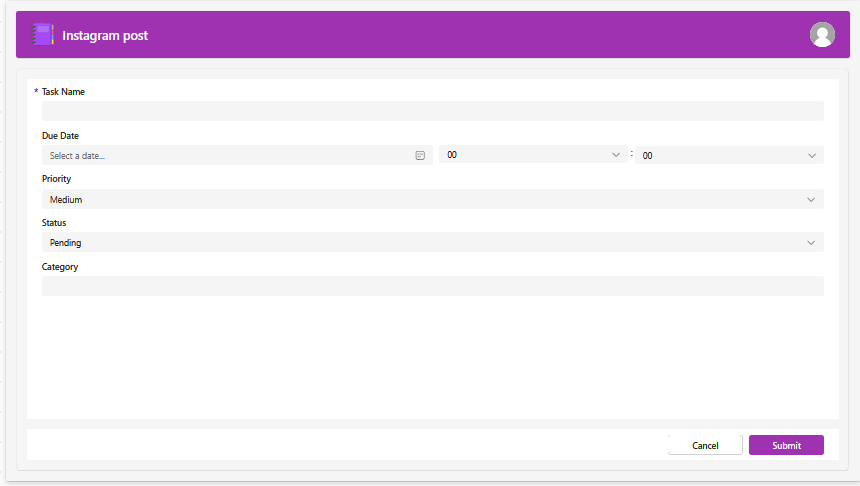 Instagram post
* Task Name
Due Date
Select a date... 00 : 00
Priority
Medium
Status
Pending
Category
Cancel Submit